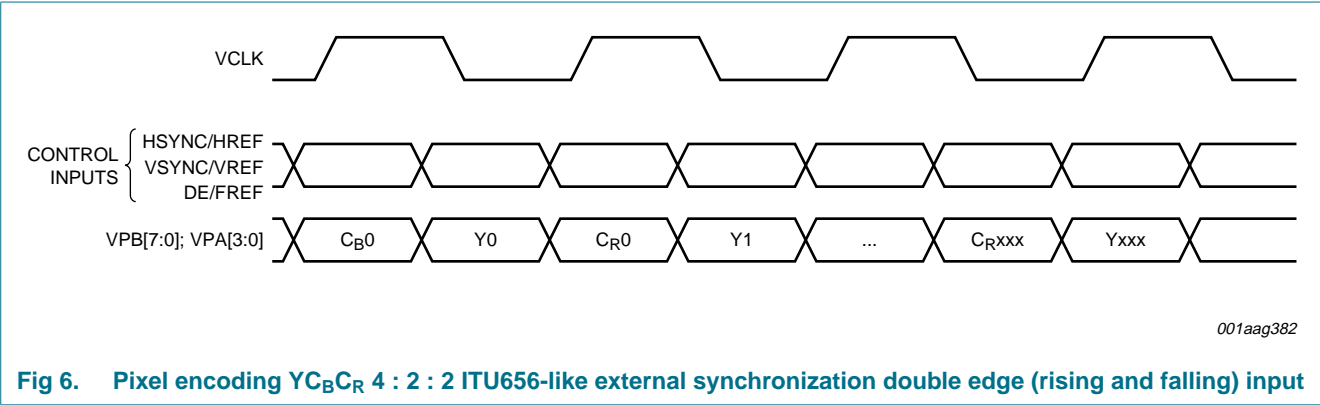 VCLK
CONTROL INPUTS
HSYNC/HREF
VSYNC/VREF
DE/FREF
VPB[7:0]; VPA[3:0]
CB0 Y0 CR0 Y1 ... CRxxx Yxxx
001aag382
Fig 6. Pixel encoding YCBCR 4 : 2 : 2 ITU656-like external synchronization double edge (rising and falling) input